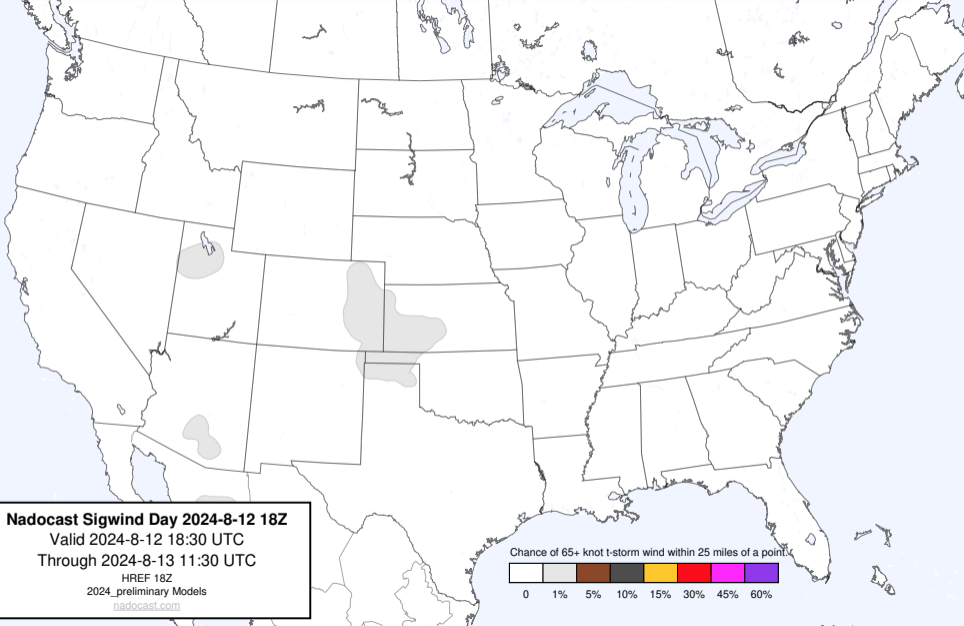 Nadocast Sigwind Day 2024-8-12 18Z
Valid 2024-8-12 18:30 UTC
Through 2024-8-13 11:30 UTC
HREF 18Z
2024_preliminary Models
nadocast.com
Chance of 65+ knot t-storm wind within 25 miles of a point.
0 1% 5% 10% 15% 30% 45% 60%